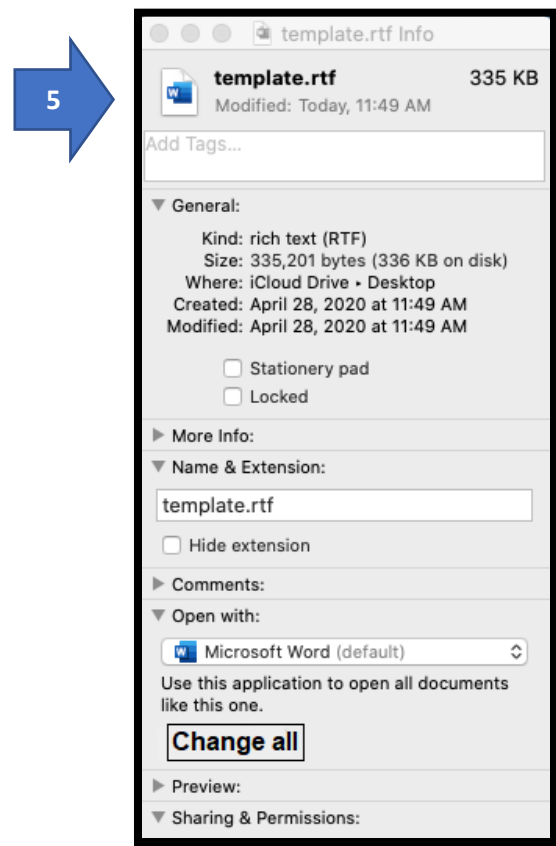 5
template.rtf Info
template.rtf 335 KB
Modified: Today, 11:49 AM
Add Tags...
General:
Kind: rich text (RTF)
Size: 335,201 bytes (336 KB on disk)
Where: iCloud Drive ▸ Desktop
Created: April 28, 2020 at 11:49 AM
Modified: April 28, 2020 at 11:49 AM
Stationery pad
Locked
More Info:
Name & Extension:
template.rtf
Hide extension
Comments:
Open with:
Microsoft Word (default)
Use this application to open all documents
like this one.
Change all
Preview:
Sharing & Permissions: